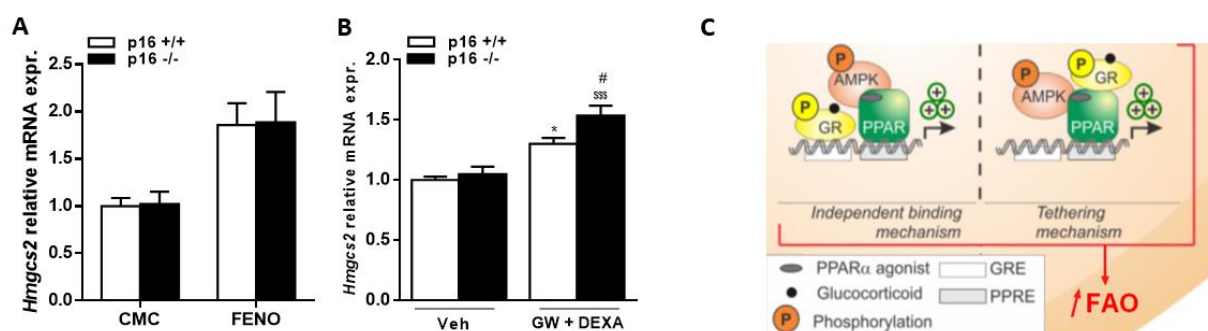 A
p16 +/+
p16 -/-
Hmgcs2 relative mRNA expr.
2.5
2.0
1.5
1.0
0.5
0.0
CMC
FENO
B
p16 +/+
p16 -/-
Hmgcs2 relative mRNA expr.
2.0
1.5
1.0
0.5
0.0
*
#
$$$
Veh
GW + DEXA
C
P
AMPK
P
GR
PPAR
+
+ +
P
AMPK
P
GR
PPAR
+
+ +
Independent binding
mechanism
Tethering
mechanism
PPARα agonist
GRE
Glucocorticoid
PPRE
P Phosphorylation
FAO